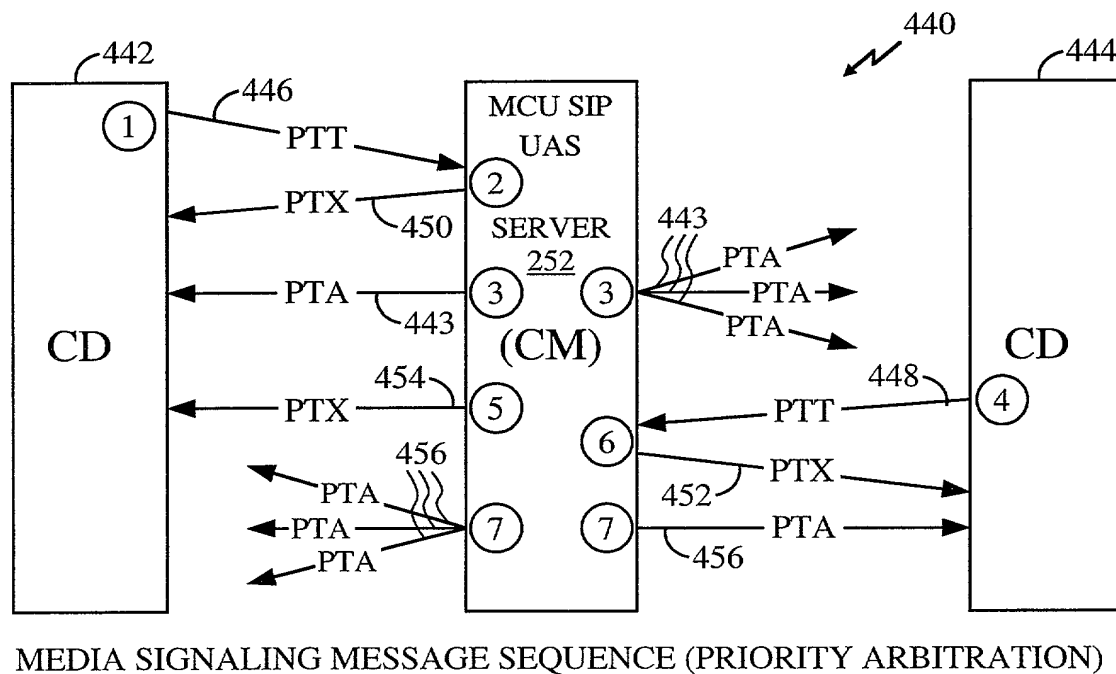 440
442
444
446
MCU SIP
UAS
1
PTT
2
PTX
450
SERVER
252
443
PTA
PTA
PTA
3
3
PTA
443
CD
(CM)
CD
454
448
PTX
5
PTT
4
6
456
PTX
452
PTA
PTA
PTA
7
7
PTA
456
MEDIA SIGNALING MESSAGE SEQUENCE (PRIORITY ARBITRATION)